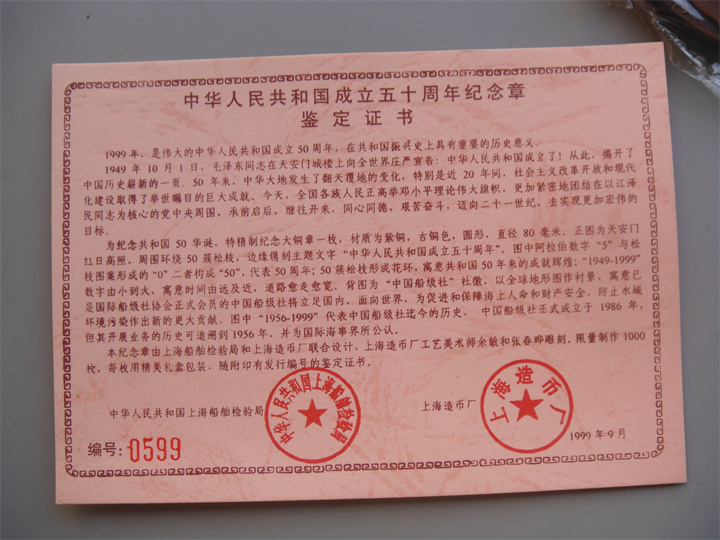 中华人民共和国成立五十周年纪念章
鉴定证书
1999年，是伟大的中华人民共和国成立50周年，在共和国振兴史上具有重要的历史意义。
1949年10月1日，毛泽东同志在天安门城楼上向全世界庄严宣告：中华人民共和国成立了！从此，揭开了
中国历史崭新的一页。50年来，中华大地发生了翻天覆地的变化，特别是近20年间，社会主义改革开放和现代
化建设取得了举世瞩目的巨大成就。今天，全国各族人民正高举邓小平理论伟大旗帜，更加紧密地团结在以江泽
民同志为核心的党中央周围，承前启后，继往开来，同心同德，艰苦奋斗，迈向二十一世纪，去实现更加宏伟的
目标。
为纪念共和国50华诞，特精制纪念大铜章一枚，材质为紫铜，古铜色，圆形，直径80毫米。正图为天安门
红日高照，周围环绕50簇松枝，边缘镌刻主题文字“中华人民共和国成立五十周年”。图中阿拉伯数字“5”与松
枝图案形成的“0”二者构成“50”，代表50周年；50簇松枝形成花环，寓意共和国50年来的成就辉煌；“1949-1999”
数字由小到大，寓意时间由远及近，道路愈走愈宽。背图为“中国船级社”社徽，以全球地形图作衬景，寓意已
是国际船级社协会正式会员的中国船级社将立足国内，面向世界，为促进和保障海上人命和财产安全，防止水域
环境污染作出新的更大贡献。图中“1956-1999”代表中国船级社迄今的历史，中国船级社正式成立于1986年，
但其开展业务的历史可追溯到1956年，并为国际海事界所公认。
本纪念章由上海船舶检验局和上海造币厂联合设计，上海造币厂工艺美术师余敏和张春晔雕刻。限量制作1000
枚，每枚用精美礼盒包装、随附印有发行编号的鉴定证书。
中华人民共和国上海船舶检验局
上海造币厂
中华人民共和国上海船舶检验局
上海造币厂
1999年9月
编号：0599